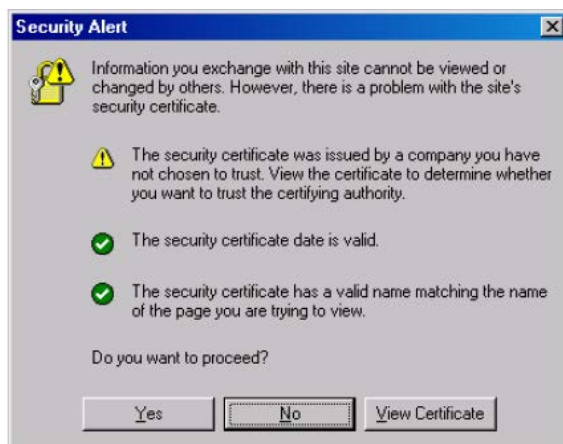 Security Alert
Information you exchange with this site cannot be viewed or
changed by others. However, there is a problem with the site's
security certificate.
The security certificate was issued by a company you have
not chosen to trust. View the certificate to determine whether
you want to trust the certifying authority.
The security certificate date is valid.
The security certificate has a valid name matching the name
of the page you are trying to view.
Do you want to proceed?
Yes No View Certificate